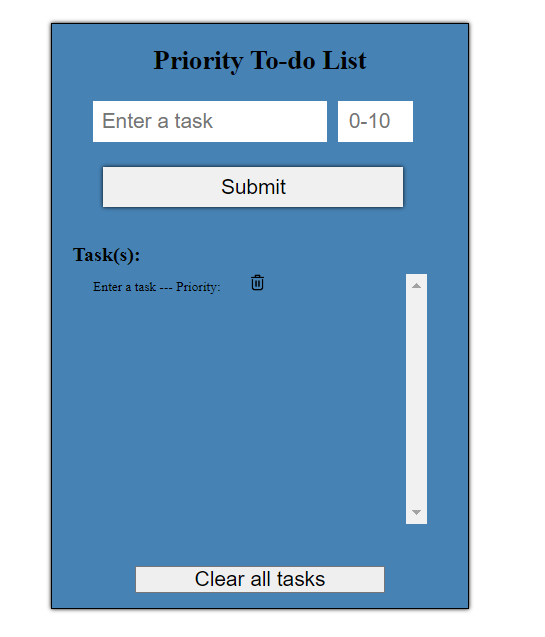 Priority To-do List
Enter a task 0-10
Submit
Task(s):
Enter a task --- Priority:
Clear all tasks